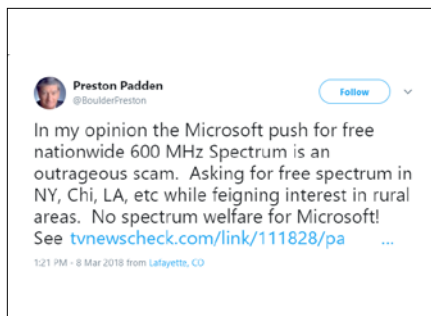 Preston Padden
@BoulderPreston
Follow
In my opinion the Microsoft push for free
nationwide 600 MHz Spectrum is an
outrageous scam. Asking for free spectrum in
NY, Chi, LA, etc while feigning interest in rural
areas. No spectrum welfare for Microsoft!
See tvnewscheck.com/link/111828/pa ...
1:21 PM - 8 Mar 2018 from Lafayette, CO